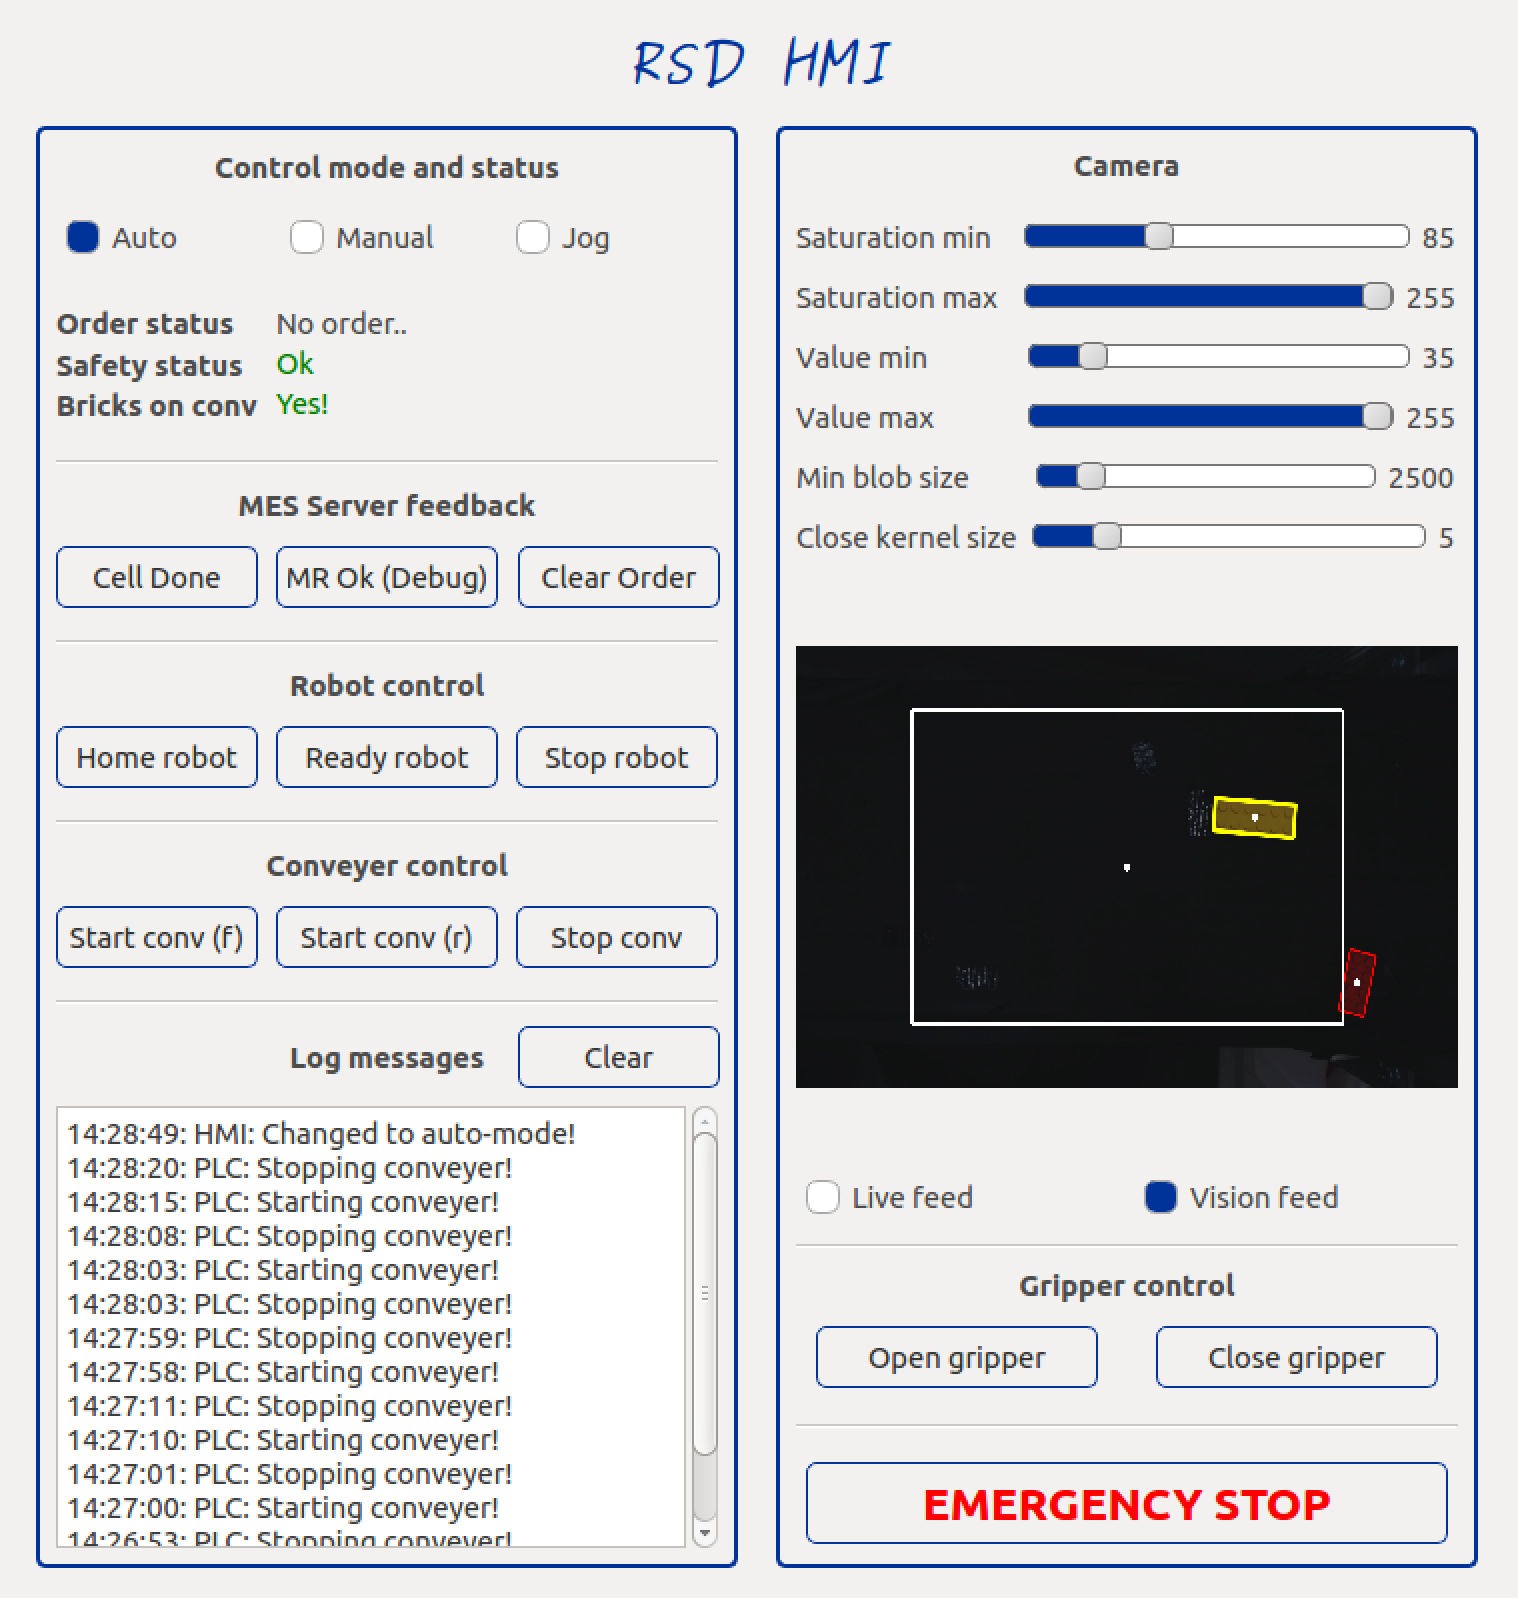 RSD HMI
Control mode and status
Auto Manual Jog
Order status No order..
Safety status Ok
Bricks on conv Yes!
MES Server feedback
Cell Done MR Ok (Debug) Clear Order
Robot control
Home robot Ready robot Stop robot
Conveyer control
Start conv (f) Start conv (r) Stop conv
Log messages Clear
14:28:49: HMI: Changed to auto-mode!
14:28:20: PLC: Stopping conveyer!
14:28:15: PLC: Starting conveyer!
14:28:08: PLC: Stopping conveyer!
14:28:03: PLC: Starting conveyer!
14:28:03: PLC: Stopping conveyer!
14:27:59: PLC: Stopping conveyer!
14:27:58: PLC: Starting conveyer!
14:27:11: PLC: Stopping conveyer!
14:27:10: PLC: Starting conveyer!
14:27:01: PLC: Stopping conveyer!
14:27:00: PLC: Starting conveyer!
14:26:53: PLC: Stopping conveyer!
Camera
Saturation min 85
Saturation max 255
Value min 35
Value max 255
Min blob size 2500
Close kernel size 5
Live feed Vision feed
Gripper control
Open gripper Close gripper
EMERGENCY STOP